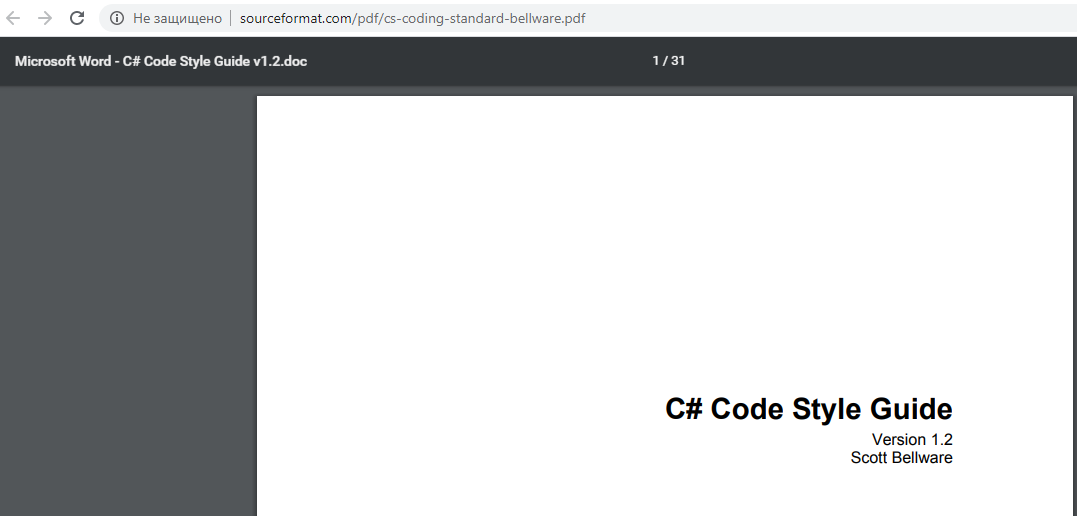 Не защищено | sourceformat.com/pdf/cs-coding-standard-bellware.pdf
Microsoft Word - C# Code Style Guide v1.2.doc
1 / 31
C# Code Style Guide
Version 1.2
Scott Bellware